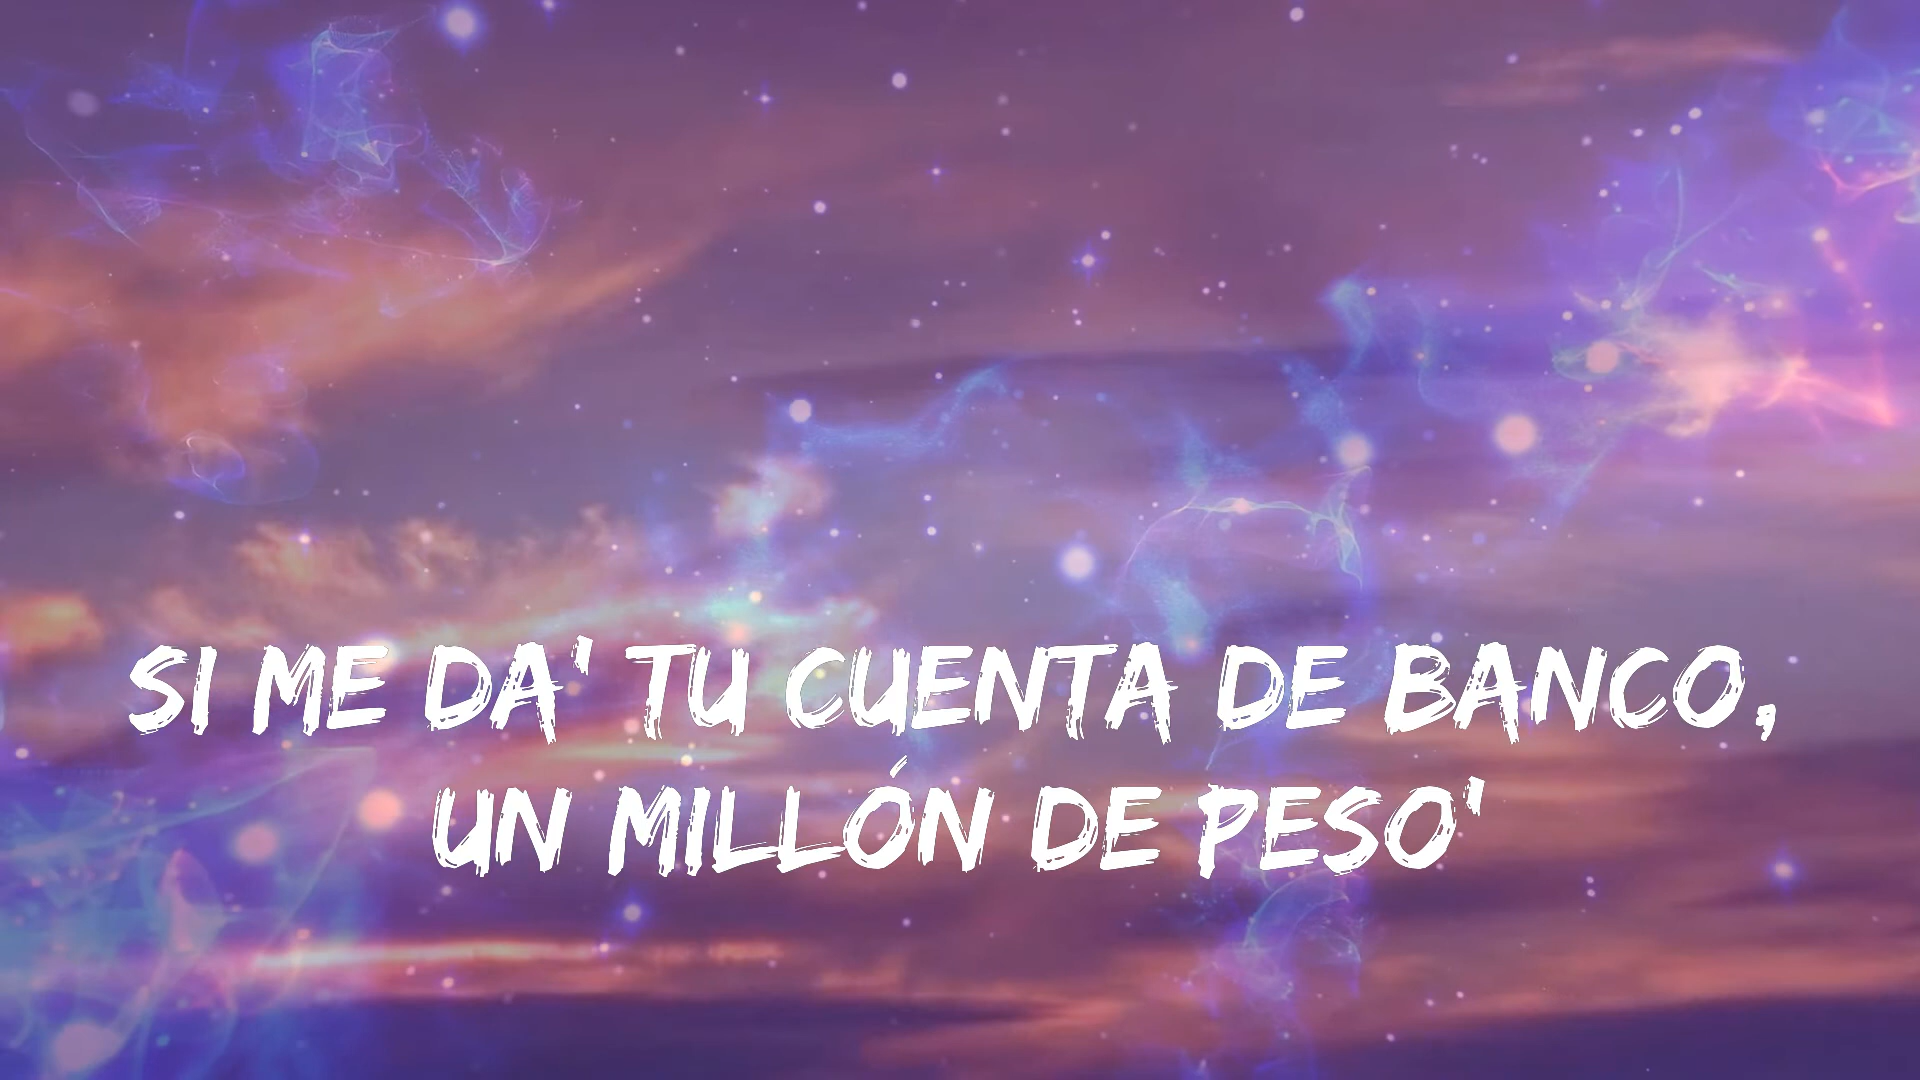 SI ME DA' TU CUENTA DE BANCO,
UN MILLÓN DE PESO'